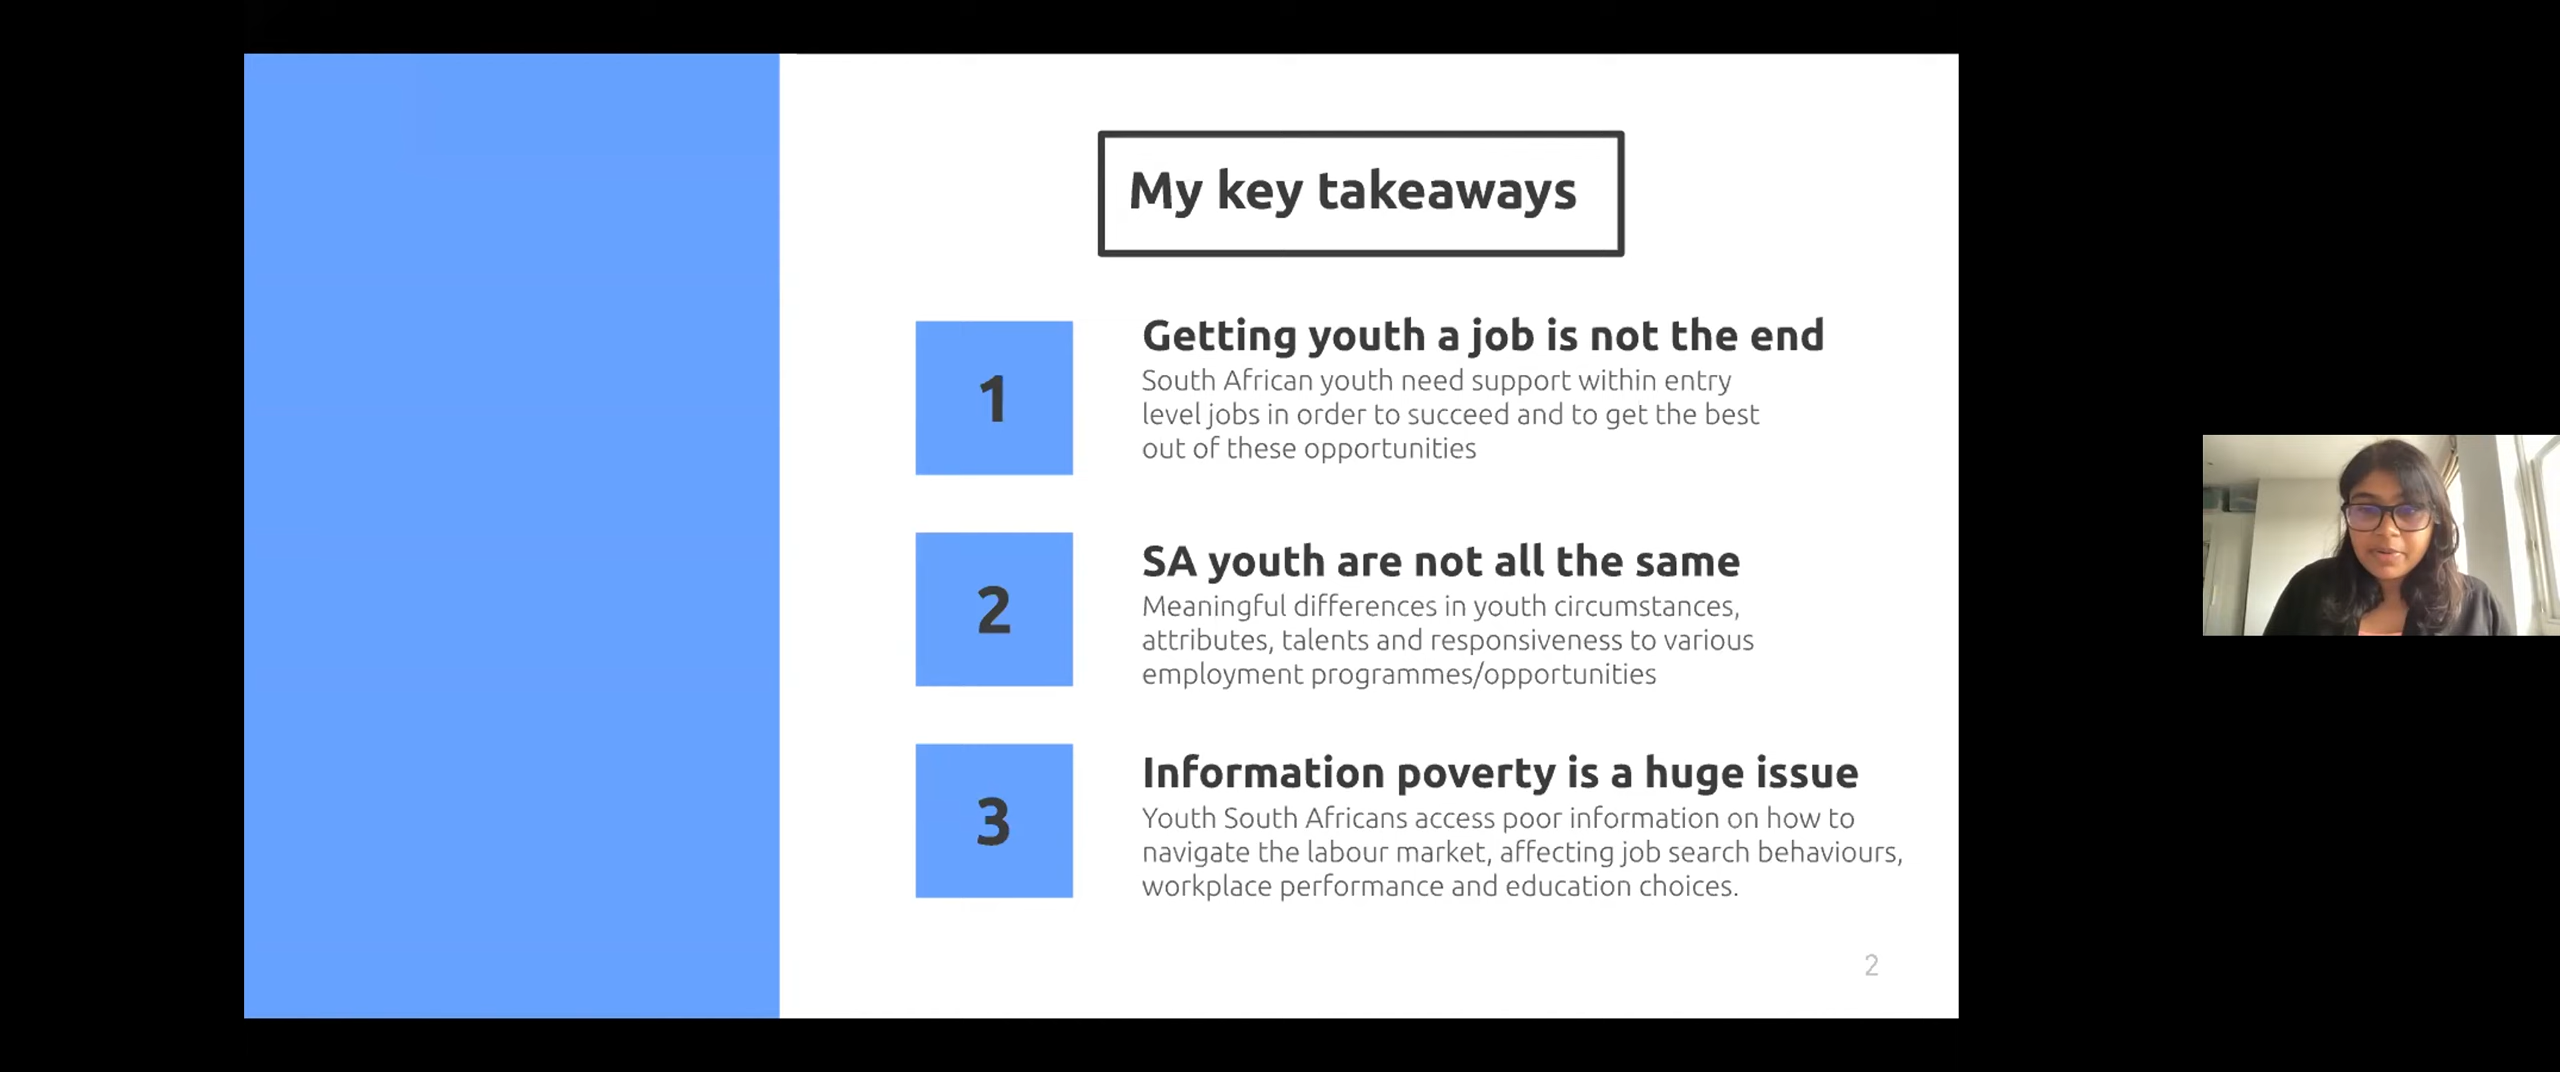 My key takeaways
1
Getting youth a job is not the end
South African youth need support within entry
level jobs in order to succeed and to get the best
out of these opportunities
2
SA youth are not all the same
Meaningful differences in youth circumstances,
attributes, talents and responsiveness to various
employment programmes/opportunities
3
Information poverty is a huge issue
Youth South Africans access poor information on how to
navigate the labour market, affecting job search behaviours,
workplace performance and education choices.
2